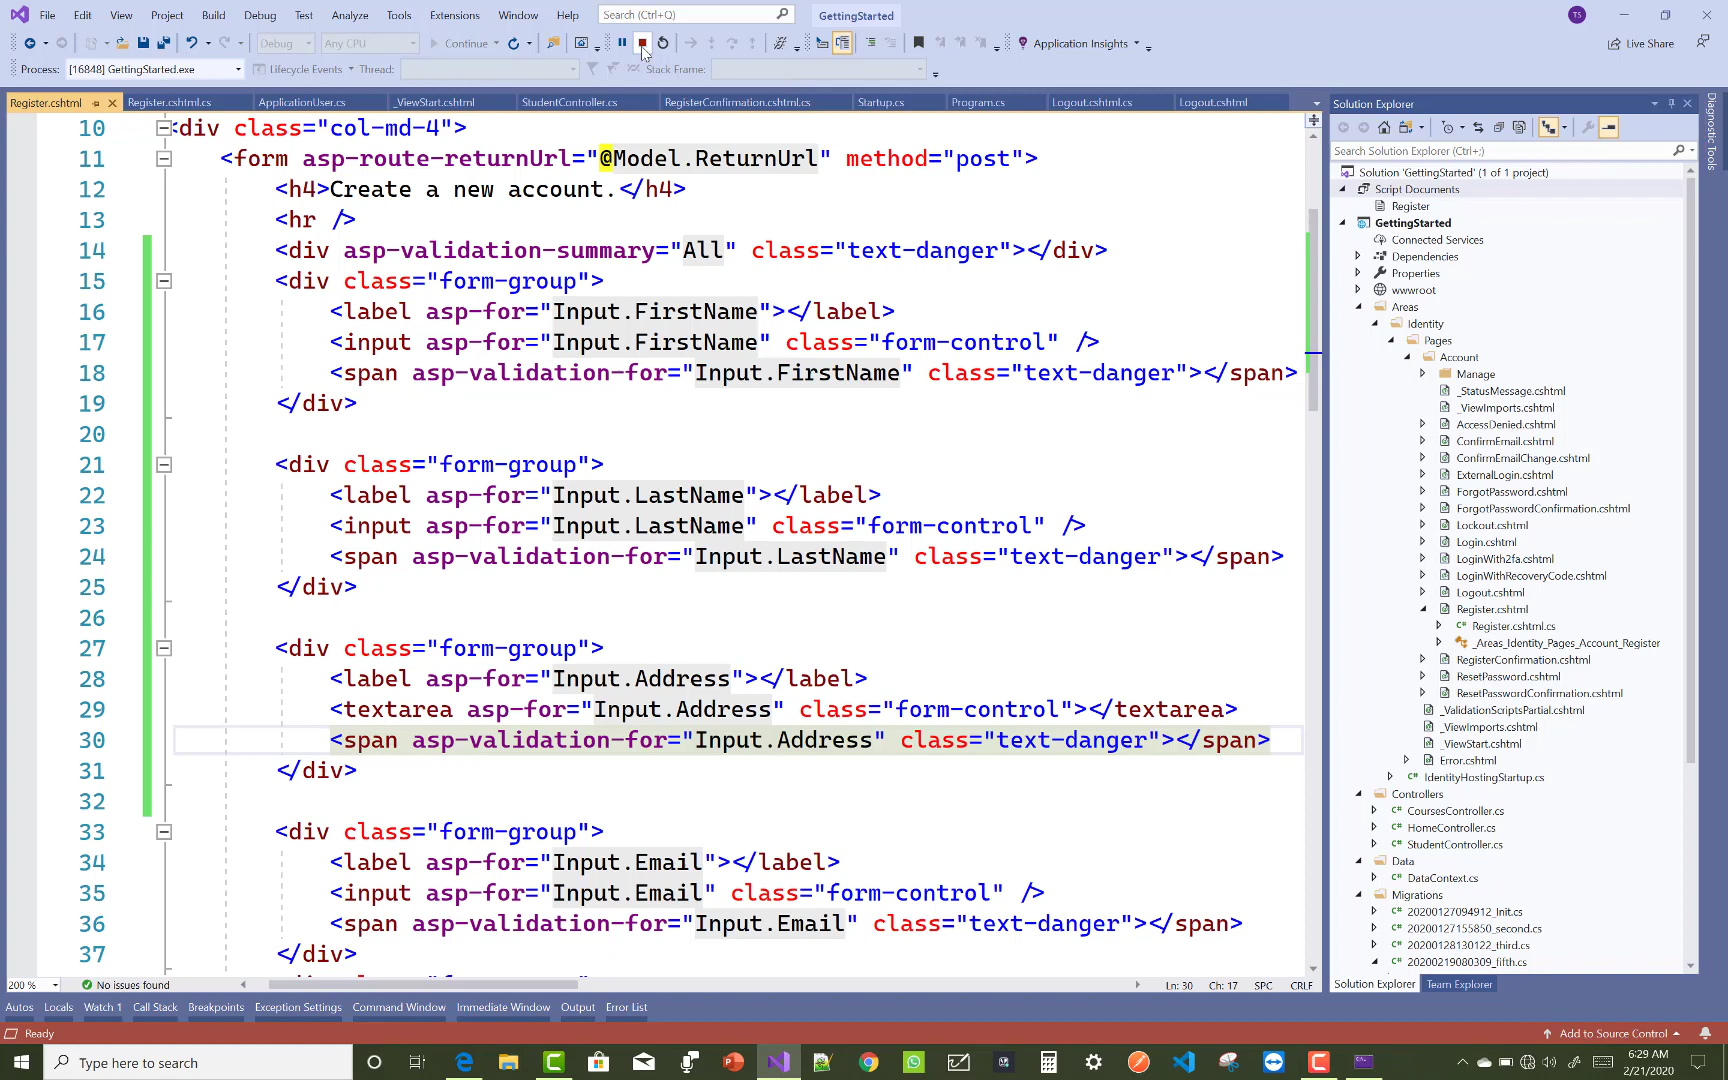 File Edit View Project Build Debug Test Analyze Tools Extensions Window Help Search (Ctrl+Q) GettingStarted TS
Debug Any CPU Continue Application Insights Live Share
Process: [16848] GettingStarted.exe Lifecycle Events Thread: Stack Frame:
Register.cshtml Register.cshtml.cs ApplicationUser.cs _ViewStart.cshtml StudentController.cs RegisterConfirmation.cshtml.cs Startup.cs Program.cs Logout.cshtml.cs Logout.cshtml
10 <div class="col-md-4">
11 <form asp-route-returnUrl="@Model.ReturnUrl" method="post">
12 <h4>Create a new account.</h4>
13 <hr />
14 <div asp-validation-summary="All" class="text-danger"></div>
15 <div class="form-group">
16 <label asp-for="Input.FirstName"></label>
17 <input asp-for="Input.FirstName" class="form-control" />
18 <span asp-validation-for="Input.FirstName" class="text-danger"></span>
19 </div>
20
21 <div class="form-group">
22 <label asp-for="Input.LastName"></label>
23 <input asp-for="Input.LastName" class="form-control" />
24 <span asp-validation-for="Input.LastName" class="text-danger"></span>
25 </div>
26
27 <div class="form-group">
28 <label asp-for="Input.Address"></label>
29 <textarea asp-for="Input.Address" class="form-control"></textarea>
30 <span asp-validation-for="Input.Address" class="text-danger"></span>
31 </div>
32
33 <div class="form-group">
34 <label asp-for="Input.Email"></label>
35 <input asp-for="Input.Email" class="form-control" />
36 <span asp-validation-for="Input.Email" class="text-danger"></span>
37 </div>
200 % No issues found Ln: 30 Ch: 17 SPC CRLF
Solution Explorer
Search Solution Explorer (Ctrl+;)
Solution 'GettingStarted' (1 of 1 project)
Script Documents
Register
GettingStarted
Connected Services
Dependencies
Properties
wwwroot
Areas
Identity
Pages
Account
Manage
_StatusMessage.cshtml
_ViewImports.cshtml
AccessDenied.cshtml
ConfirmEmail.cshtml
ConfirmEmailChange.cshtml
ExternalLogin.cshtml
ForgotPassword.cshtml
ForgotPasswordConfirmation.cshtml
Lockout.cshtml
Login.cshtml
LoginWith2fa.cshtml
LoginWithRecoveryCode.cshtml
Logout.cshtml
Register.cshtml
Register.cshtml.cs
_Areas_Identity_Pages_Account_Register
RegisterConfirmation.cshtml
ResetPassword.cshtml
ResetPasswordConfirmation.cshtml
_ValidationScriptsPartial.cshtml
_ViewImports.cshtml
_ViewStart.cshtml
Error.cshtml
IdentityHostingStartup.cs
Controllers
CoursesController.cs
HomeController.cs
StudentController.cs
Data
DataContext.cs
Migrations
20200127094912_Init.cs
20200127155850_second.cs
20200128130122_third.cs
20200219080309_fifth.cs
Solution Explorer Team Explorer
Diagnostic Tools
Autos Locals Watch 1 Call Stack Breakpoints Exception Settings Command Window Immediate Window Output Error List
Ready Add to Source Control
Type here to search
6:29 AM
2/21/2020